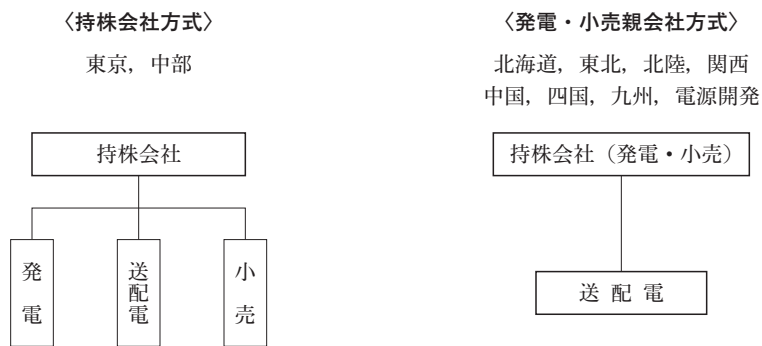 〈持株会社方式〉
東京，中部
持株会社
発電
送配電
小売
〈発電・小売親会社方式〉
北海道，東北，北陸，関西
中国，四国，九州，電源開発
持株会社（発電・小売）
送配電